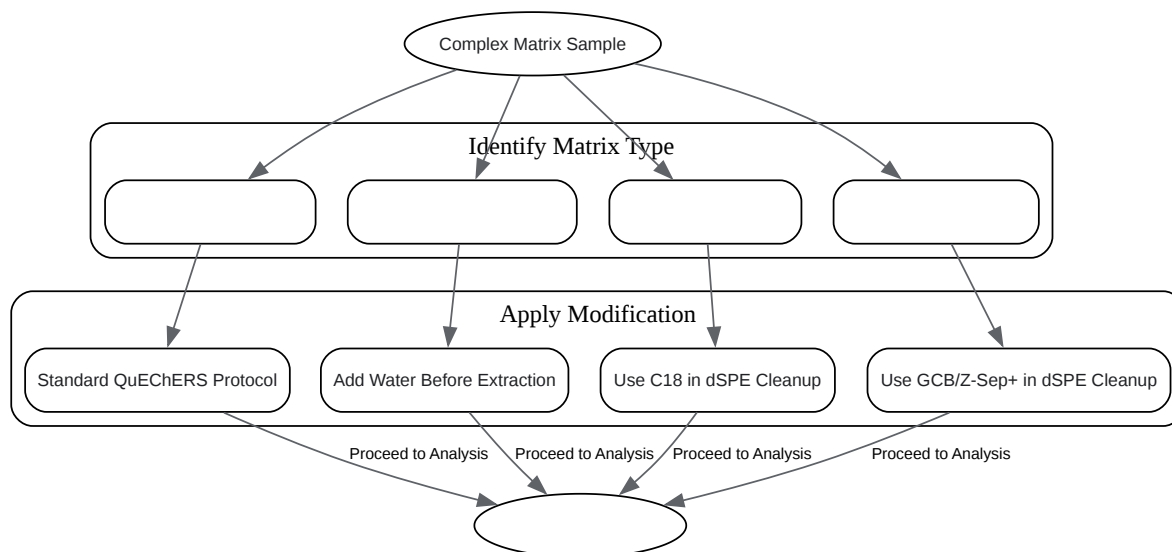 Complex Matrix Sample
Identify Matrix Type
Apply Modification
Standard QuEChERS Protocol
Add Water Before Extraction
Use C18 in dSPE Cleanup
Use GCB/Z-Sep+ in dSPE Cleanup
Proceed to Analysis
Proceed to Analysis
Proceed to Analysis
Proceed to Analysis